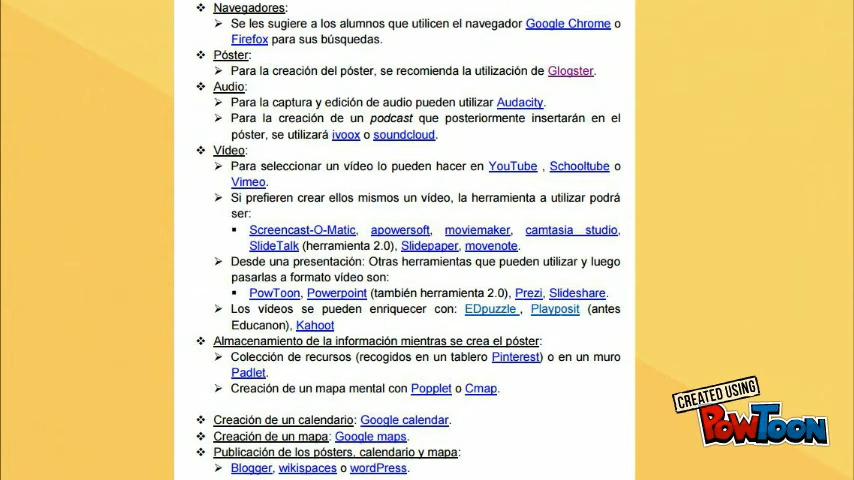 ❖ Navegadores:
➢ Se les sugiere a los alumnos que utilicen el navegador Google Chrome o
Firefox para sus búsquedas.
❖ Póster:
➢ Para la creación del póster, se recomienda la utilización de Glogster.
❖ Audio:
➢ Para la captura y edición de audio pueden utilizar Audacity.
➢ Para la creación de un podcast que posteriormente insertarán en el
póster, se utilizará ivoox o soundcloud.
❖ Vídeo:
➢ Para seleccionar un vídeo lo pueden hacer en YouTube , Schooltube o
Vimeo.
➢ Si prefieren crear ellos mismos un vídeo, la herramienta a utilizar podrá
ser:
▪ Screencast-O-Matic, apowersoft, moviemaker, camtasia studio,
SlideTalk (herramienta 2.0), Slidepaper, movenote.
➢ Desde una presentación: Otras herramientas que pueden utilizar y luego
pasarlas a formato vídeo son:
▪ PowToon, Powerpoint (también herramienta 2.0), Prezi, Slideshare.
➢ Los vídeos se pueden enriquecer con: EDpuzzle , Playposit (antes
Educanon), Kahoot
❖ Almacenamiento de la información mientras se crea el póster:
➢ Colección de recursos (recogidos en un tablero Pinterest) o en un muro
Padlet.
➢ Creación de un mapa mental con Popplet o Cmap.
❖ Creación de un calendario: Google calendar.
❖ Creación de un mapa: Google maps.
❖ Publicación de los pósters, calendario y mapa:
➢ Blogger, wikispaces o wordPress.
CREATED USING
POWTOON